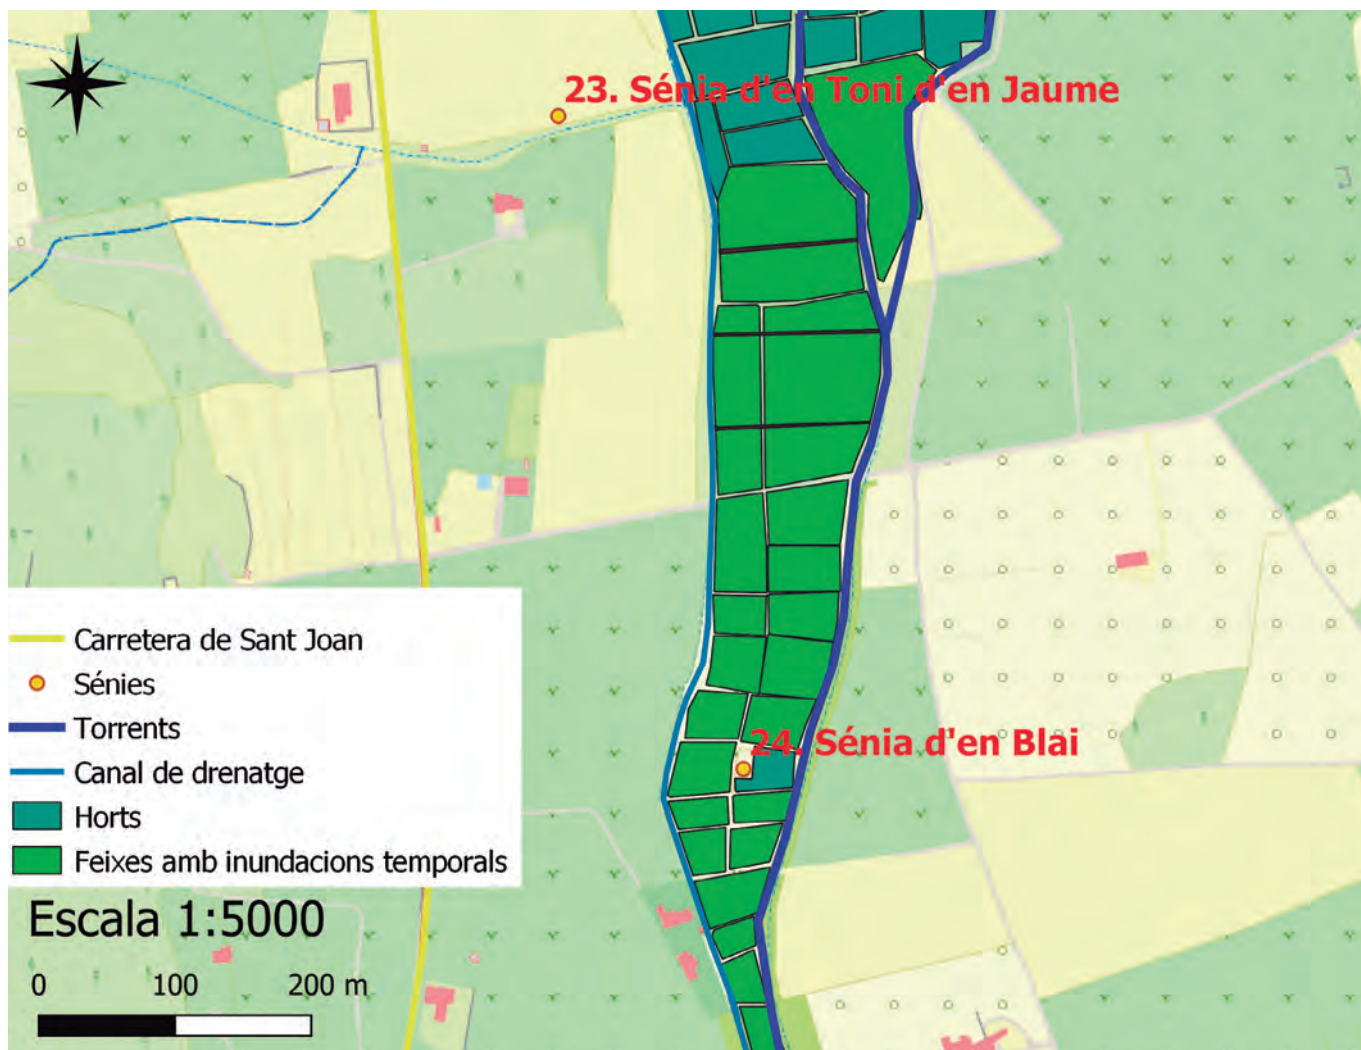 23. Sénia d'en Toni d'en Jaume
24. Sénia d'en Blai
Carretera de Sant Joan
Sénies
Torrents
Canal de drenatge
Horts
Feixes amb inundacions temporals
Escala 1:5000
0 100 200 m